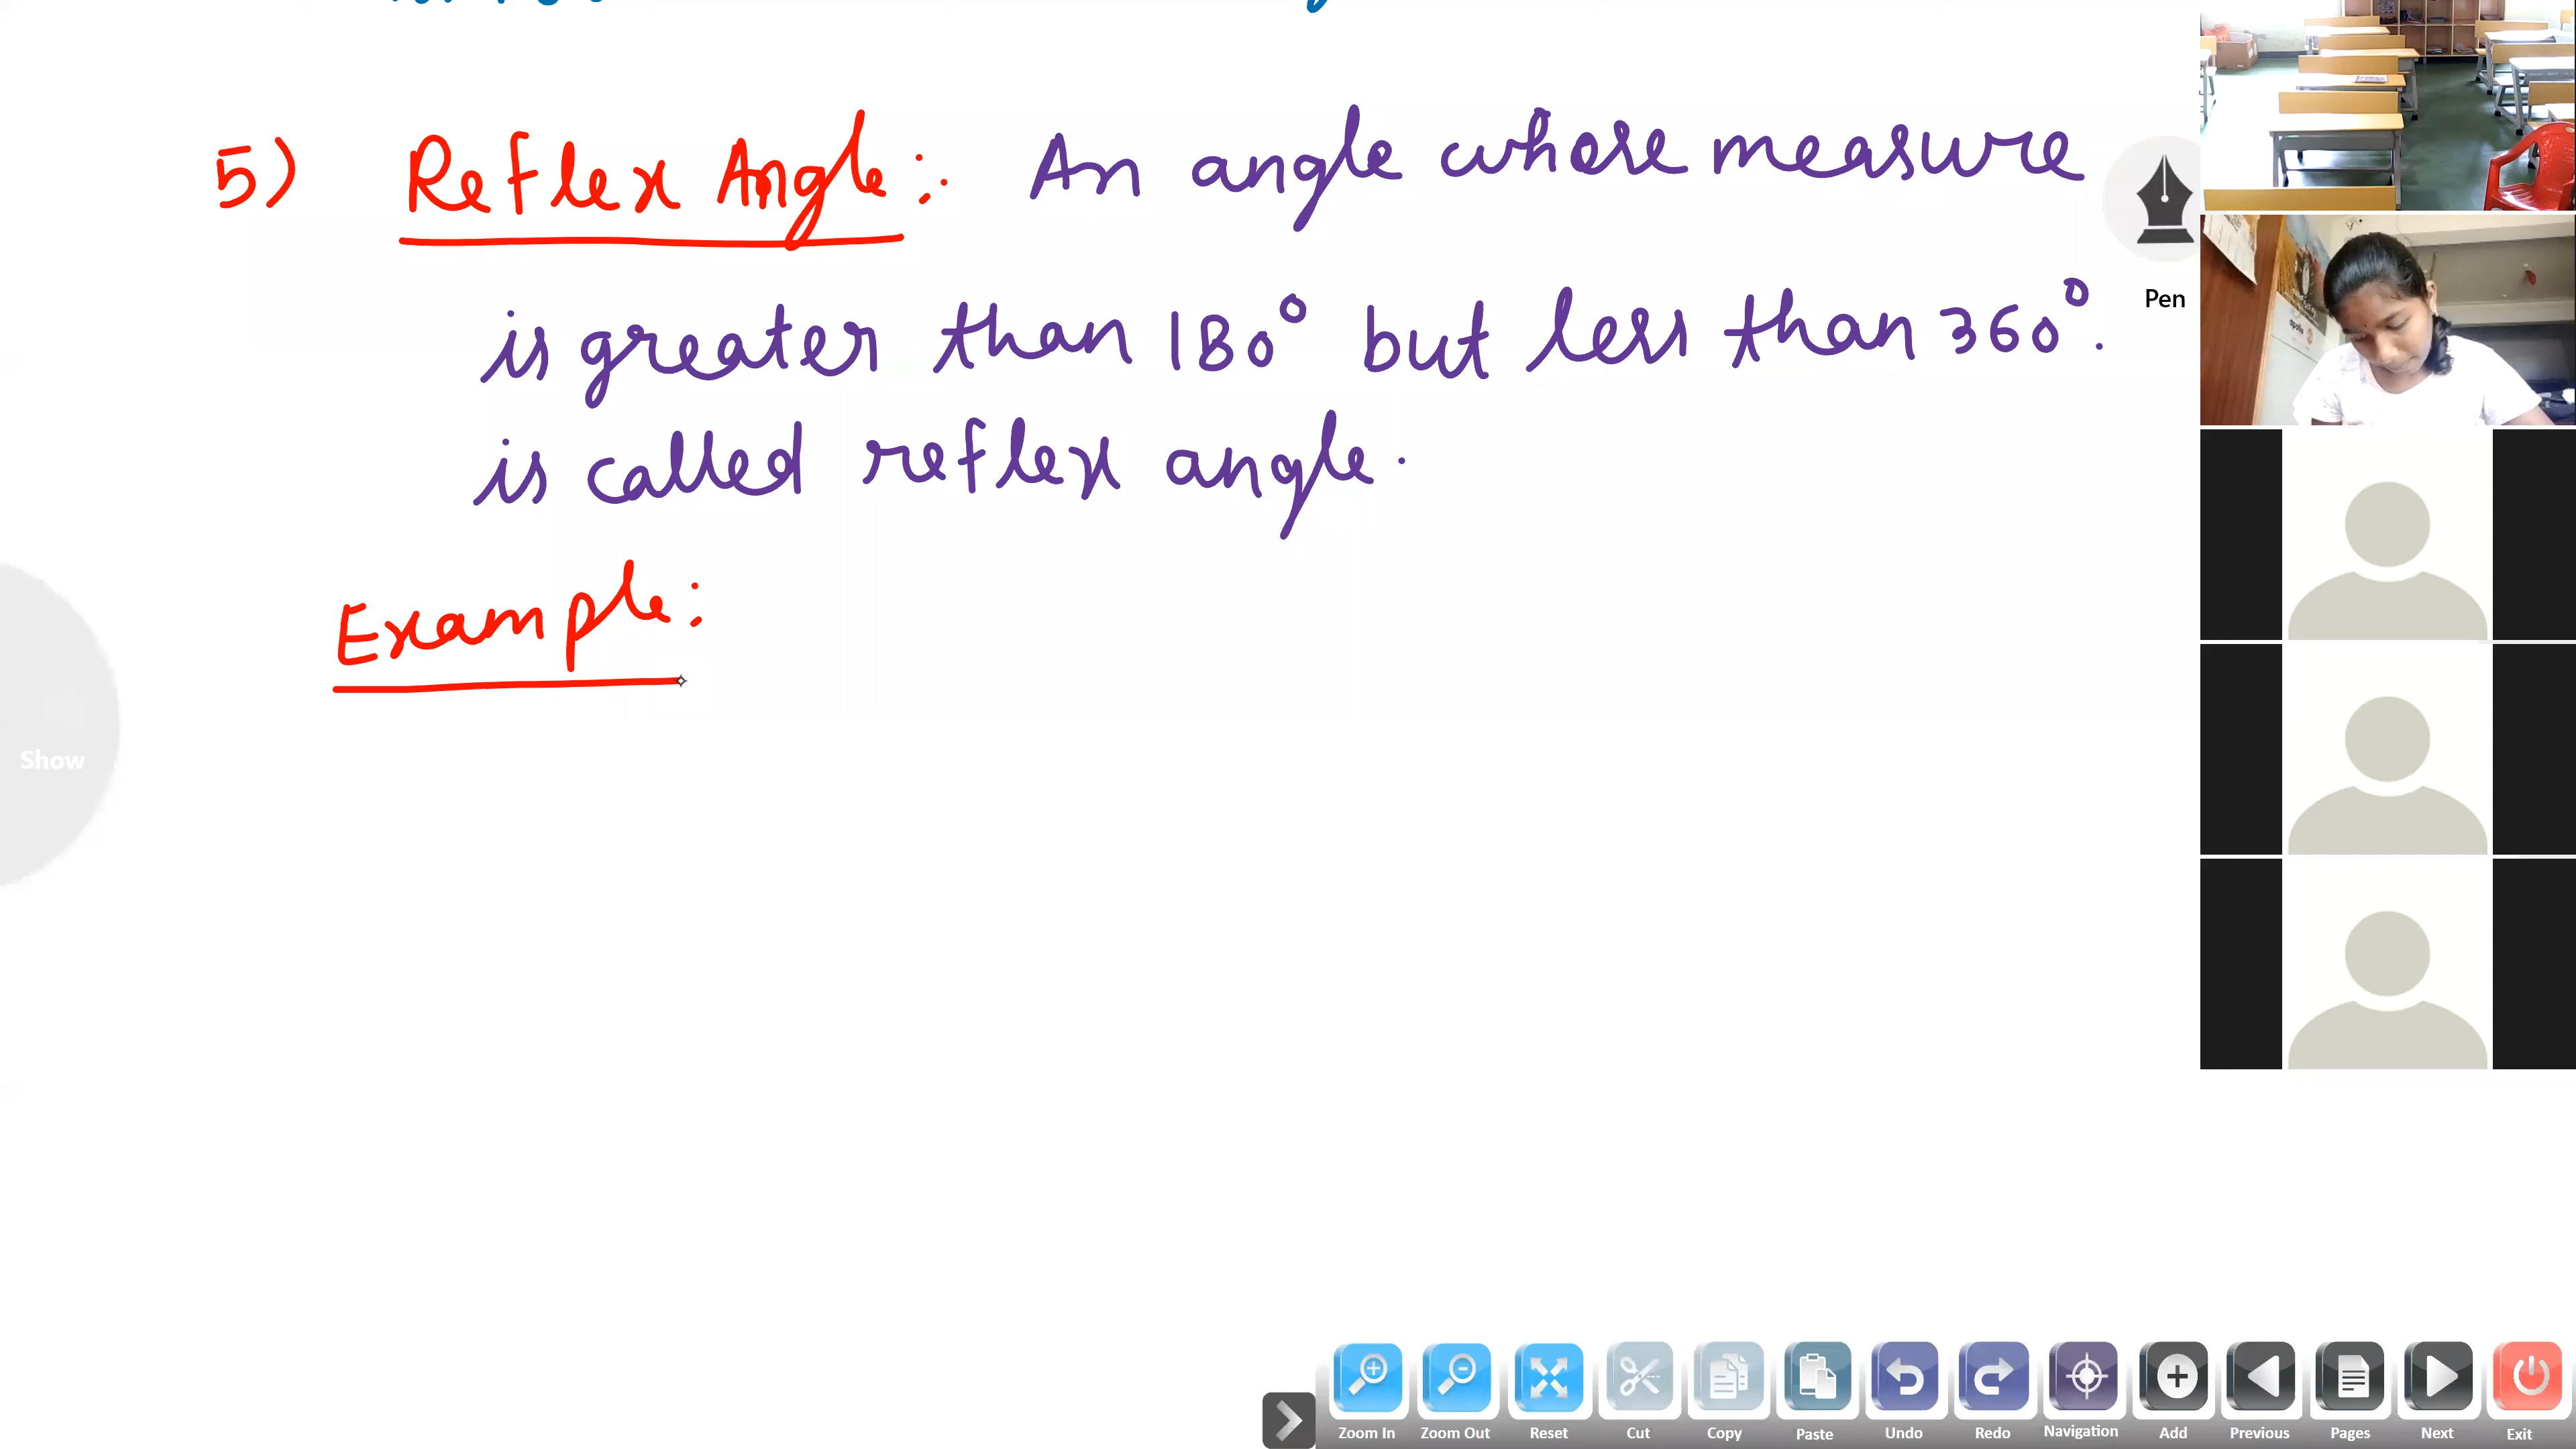 5) Reflex Angle:. An angle whose measure
is greater than 180° but less than 360°.
is called reflex angle.
Example:
Pen
Show
Zoom In Zoom Out Reset Cut Copy Paste Undo Redo Navigation Add Previous Pages Next Exit